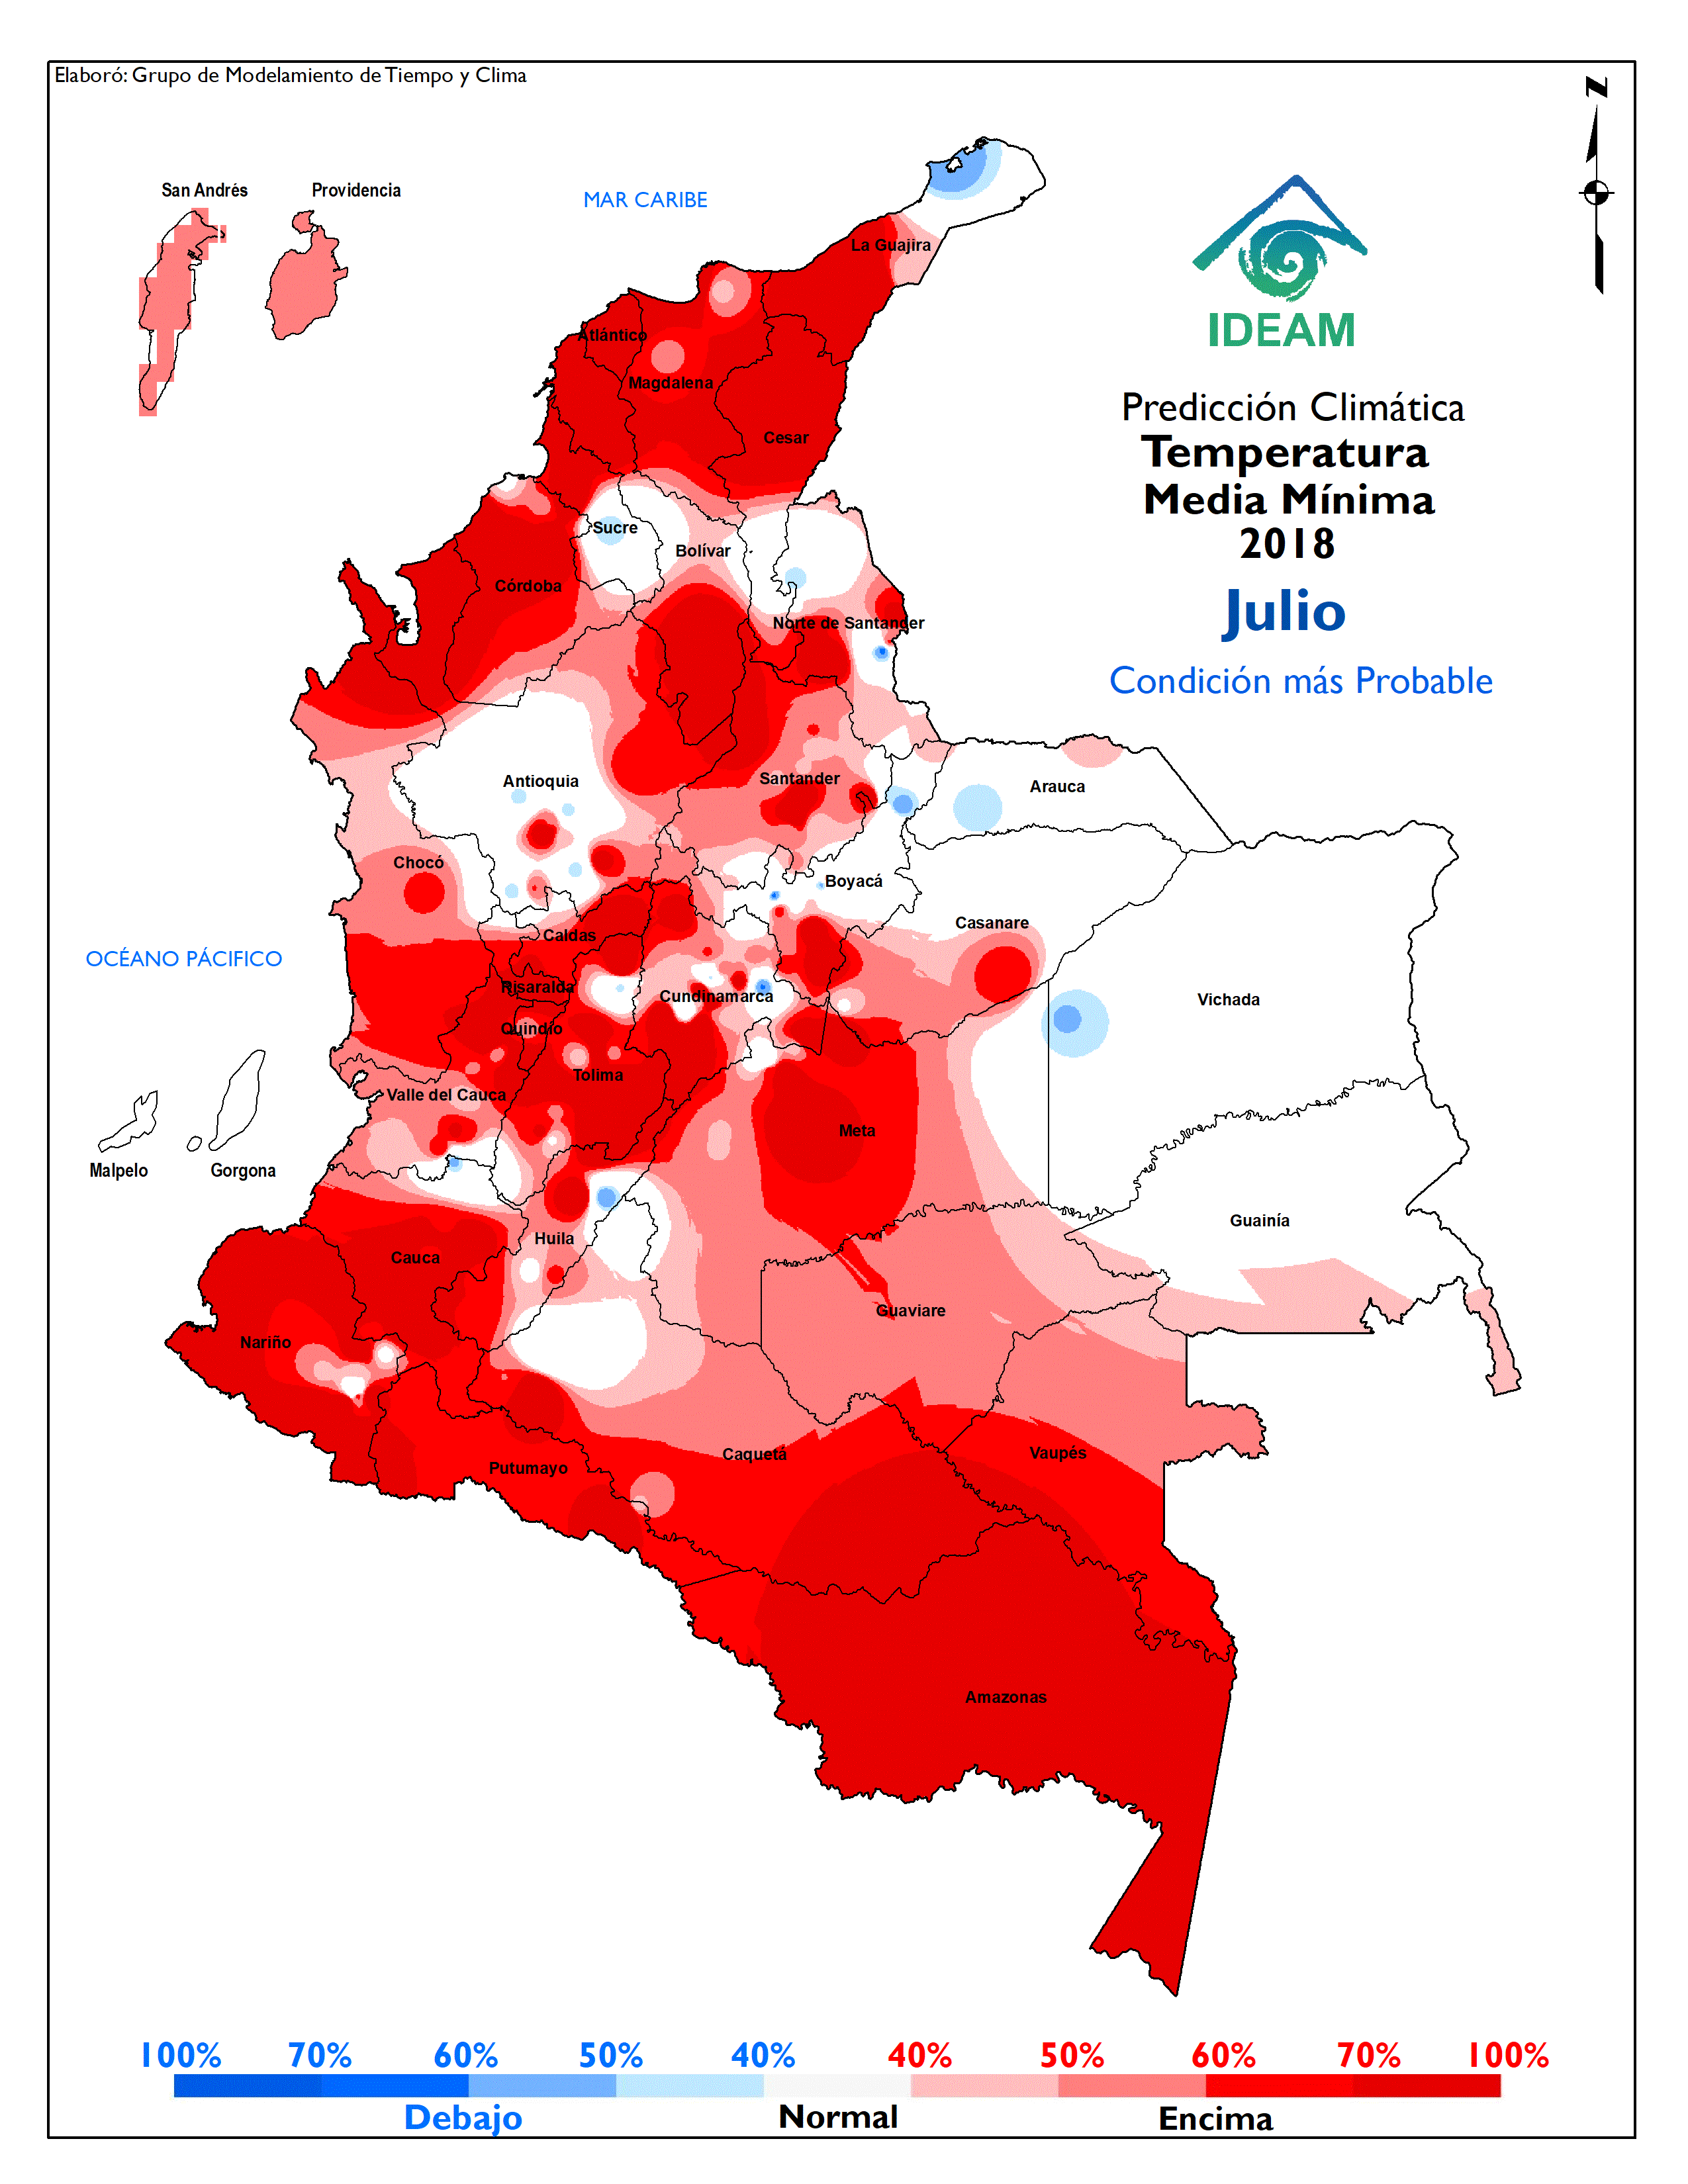 Elaboró: Grupo de Modelamiento de Tiempo y Clima
N
San Andrés
Providencia
MAR CARIBE
La Guajira
IDEAM
Atlántico
Magdalena
Predicción Climática
Cesar
Temperatura
Media Mínima
2018
Sucre
Bolívar
Córdoba
Julio
Norte de Santander
Condición más Probable
Antioquia
Santander
Arauca
Chocó
Boyacá
Casanare
Caldas
OCÉANO PÁCIFICO
Risaralda
Cundinamarca
Vichada
Quindío
Tolima
Valle del Cauca
Meta
Malpelo
Gorgona
Guainía
Huila
Cauca
Guaviare
Nariño
Caquetá
Vaupés
Putumayo
Amazonas
100% 70% 60% 50% 40% 40% 50% 60% 70% 100%
Debajo Normal Encima